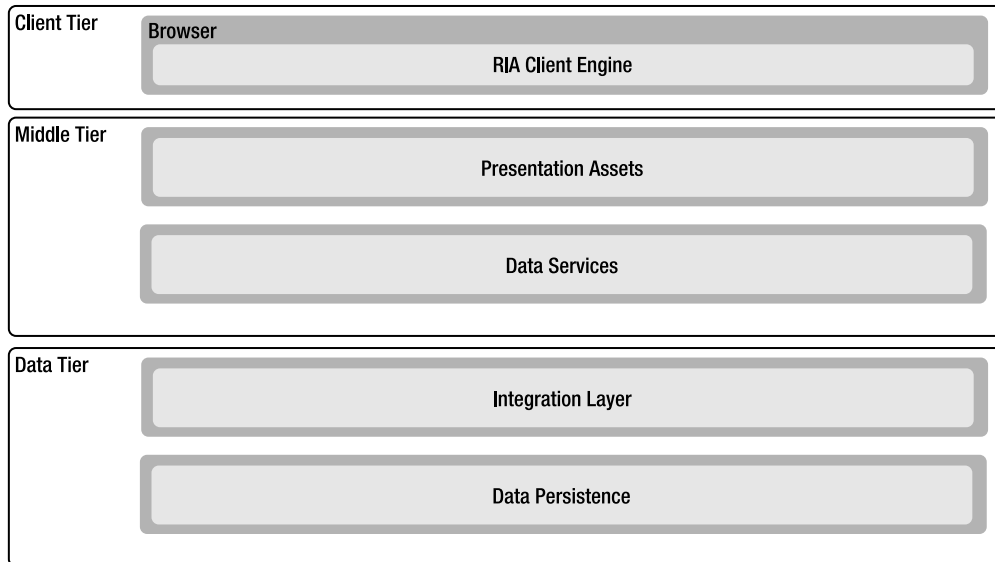 Client Tier
Browser
RIA Client Engine
Middle Tier
Presentation Assets
Data Services
Data Tier
Integration Layer
Data Persistence